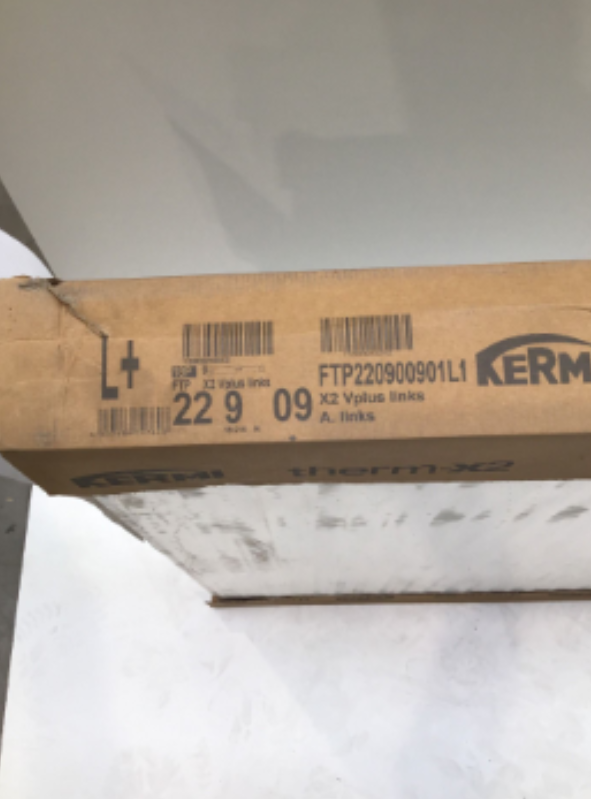 FTP X2 Vplus links
22 9 09
FTP220900901L1
X2 Vplus links
A. links
KERM
KERMI therm-x2